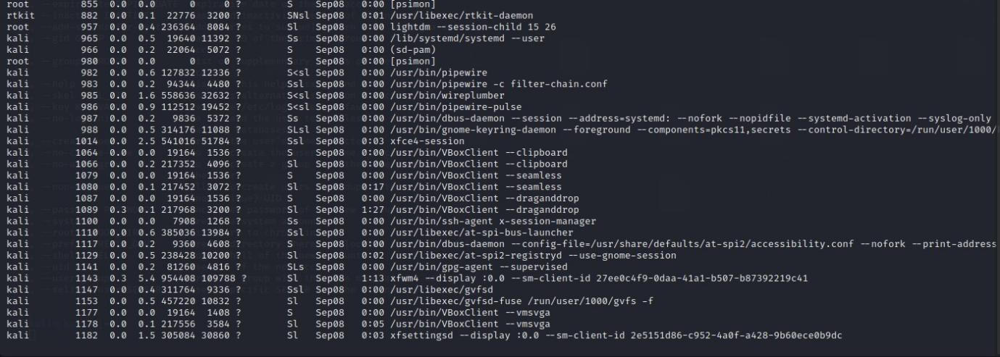 root 855 0.0 0.0 0 0 ? S Sep08 0:00 [psimon]
rtkit 882 0.0 0.1 22776 3200 ? SNsl Sep08 0:01 /usr/libexec/rtkit-daemon
root 957 0.0 0.4 236364 8084 ? Sl Sep08 0:00 lightdm --session-child 15 26
kali 965 0.0 0.5 19640 11392 ? Ss Sep08 0:00 /lib/systemd/systemd --user
kali 966 0.0 0.2 22064 5072 ? S Sep08 0:00 (sd-pam)
root 980 0.0 0.0 0 0 ? S Sep08 0:00 [psimon]
kali 982 0.0 0.6 127832 12336 ? S<sl Sep08 0:00 /usr/bin/pipewire
kali 983 0.0 0.2 94344 4480 ? Ssl Sep08 0:00 /usr/bin/pipewire -c filter-chain.conf
kali 985 0.0 1.6 558636 32632 ? S<sl Sep08 0:00 /usr/bin/wireplumber
kali 986 0.0 0.9 112512 19452 ? S<sl Sep08 0:00 /usr/bin/pipewire-pulse
kali 987 0.0 0.2 9836 5372 ? Ss Sep08 0:00 /usr/bin/dbus-daemon --session --address=systemd: --nofork --nopidfile --systemd-activation --syslog-only
kali 988 0.0 0.5 314176 11088 ? SLsl Sep08 0:00 /usr/bin/gnome-keyring-daemon --foreground --components=pkcs11,secrets --control-directory=/run/user/1000/
kali 1014 0.0 2.5 541016 51784 ? Ssl Sep08 0:03 xfce4-session
kali 1064 0.0 0.0 19164 1536 ? S Sep08 0:00 /usr/bin/VBoxClient --clipboard
kali 1066 0.0 0.2 217352 4096 ? Sl Sep08 0:00 /usr/bin/VBoxClient --clipboard
kali 1079 0.0 0.0 19164 1536 ? S Sep08 0:00 /usr/bin/VBoxClient --seamless
kali 1080 0.0 0.1 217452 3072 ? Sl Sep08 0:17 /usr/bin/VBoxClient --seamless
kali 1087 0.0 0.0 19164 1536 ? S Sep08 0:00 /usr/bin/VBoxClient --draganddrop
kali 1089 0.3 0.1 217968 3200 ? Sl Sep08 1:27 /usr/bin/VBoxClient --draganddrop
kali 1100 0.0 0.0 7908 1268 ? Ss Sep08 0:00 /usr/bin/ssh-agent x-session-manager
kali 1110 0.0 0.6 385036 13984 ? Ssl Sep08 0:00 /usr/libexec/at-spi-bus-launcher
kali 1117 0.0 0.2 9360 4608 ? S Sep08 0:00 /usr/bin/dbus-daemon --config-file=/usr/share/defaults/at-spi2/accessibility.conf --nofork --print-address
kali 1129 0.0 0.5 238428 10200 ? Sl Sep08 0:02 /usr/libexec/at-spi2-registryd --use-gnome-session
kali 1141 0.0 0.2 81260 4816 ? SLs Sep08 0:00 /usr/bin/gpg-agent --supervised
kali 1143 0.3 5.4 954408 109788 ? Sl Sep08 1:13 xfwm4 --display :0.0 --sm-client-id 27ee0c4f9-0daa-41a1-b507-b87392219c41
kali 1147 0.0 0.4 311764 9336 ? Ssl Sep08 0:00 /usr/libexec/gvfsd
kali 1153 0.0 0.5 457220 10832 ? Sl Sep08 0:00 /usr/libexec/gvfsd-fuse /run/user/1000/gvfs -f
kali 1177 0.0 0.0 19164 1408 ? S Sep08 0:00 /usr/bin/VBoxClient --vmsvga
kali 1178 0.0 0.1 217556 3584 ? Sl Sep08 0:05 /usr/bin/VBoxClient --vmsvga
kali 1182 0.0 1.5 305084 30860 ? Sl Sep08 0:03 xfsettingsd --display :0.0 --sm-client-id 2e5151d86-c952-4a0f-a428-9b60ece0b9dc